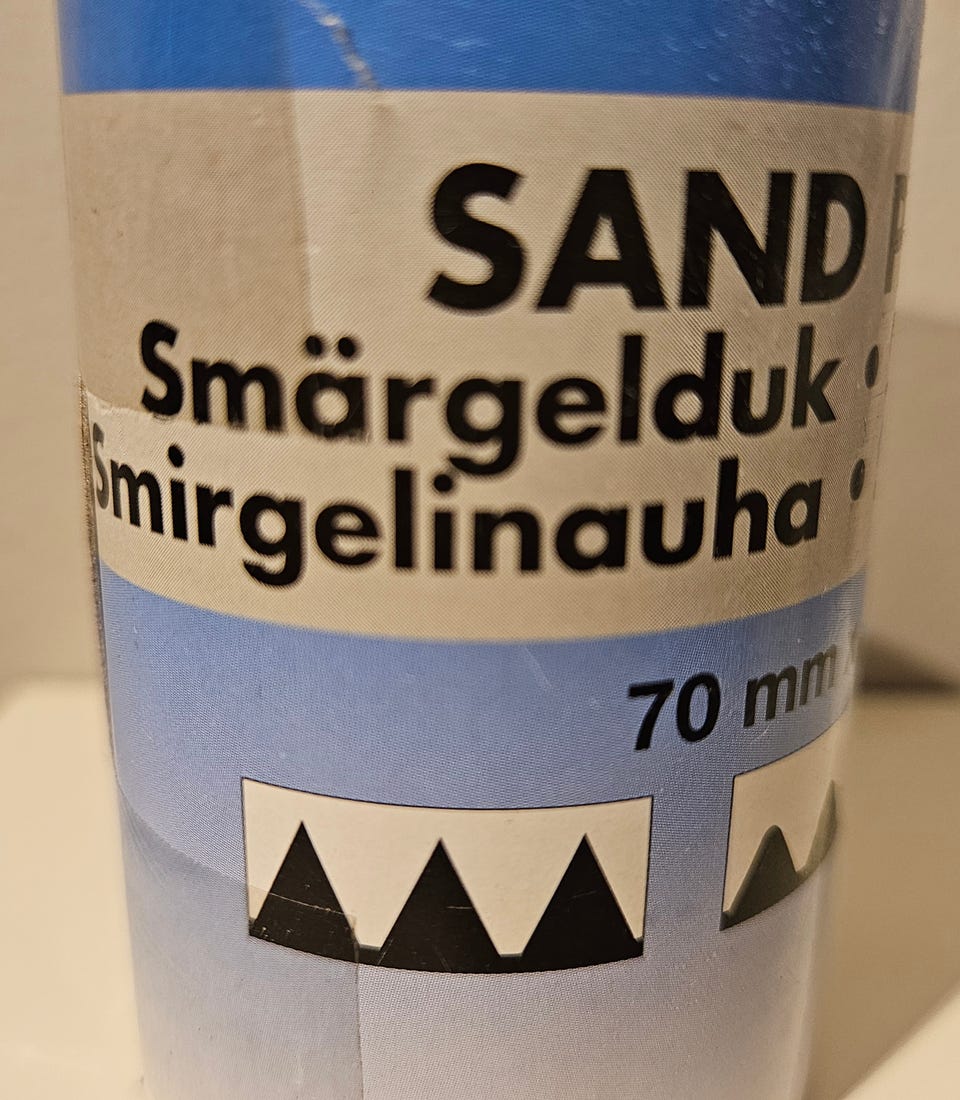 SAND
Smärgelduk •
Smirgelinauha •
70 mm